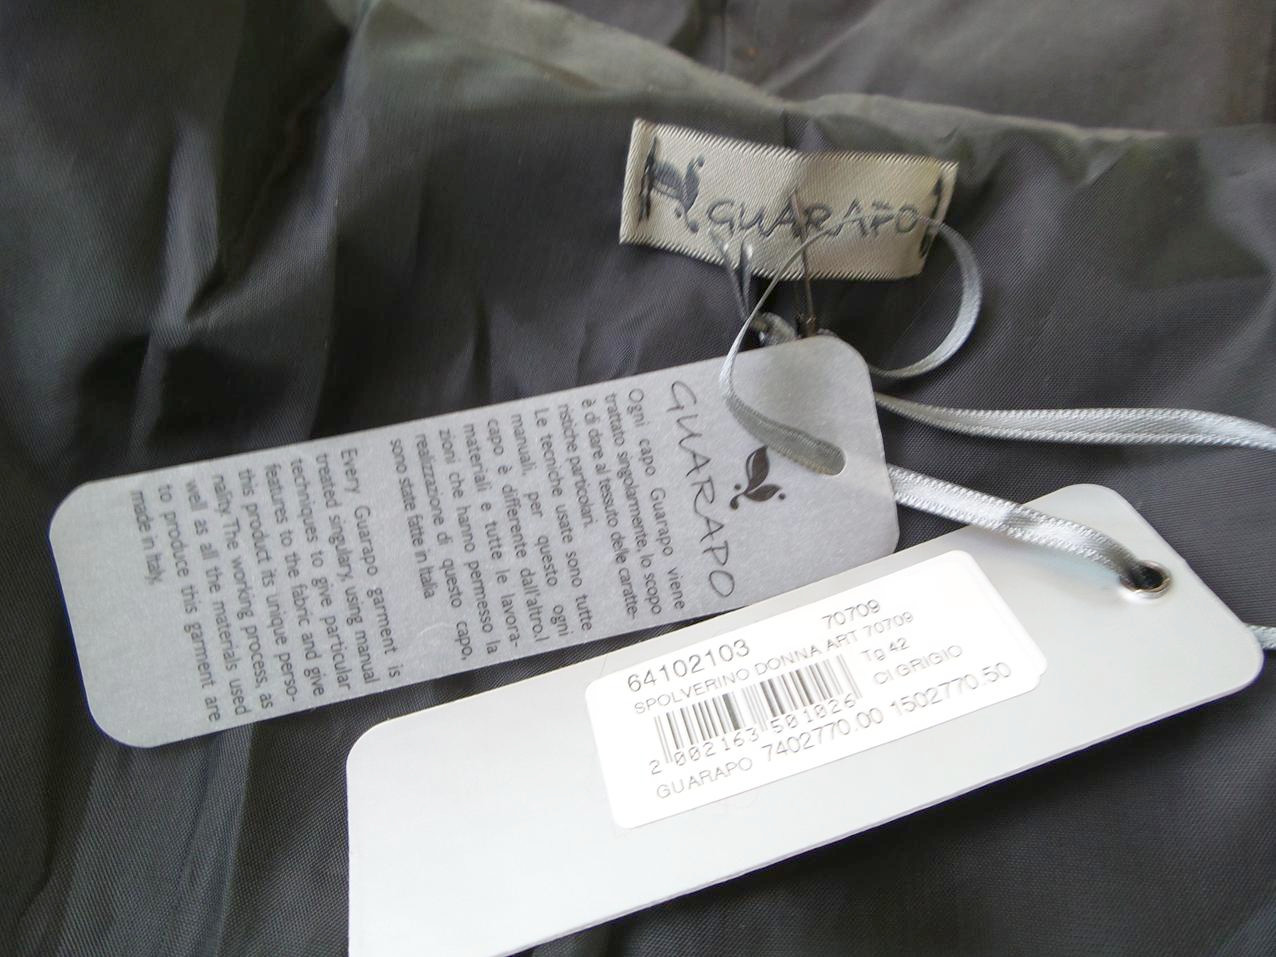 GUARAPO
GUARAPO
Ogni capo Guarapo viene
trattato singolarmente, lo scopo
è di dare al tessuto delle caratte-
ristiche particolari.
Le tecniche usate sono tutte
manuali, per questo ogni
capo è differente dall'altro.I
materiali e tutte le lavora-
zioni che hano permesso la
realizzazione di questo capo,
sono state fatte in Italia
Every Guarapo garment is
treated singulary, using manual
techniques to give particular
features to the fabric and give
this product its unique perso-
nality. The working process, as
well as all the materials used
to produce this garment are
made in Italy,
64102103 70709
SPOLVERINO DONNA ART 70709
Tg 42
Cl GRIGIO
2 002163 501026
GUARAPO 7402770.00 1502770.50